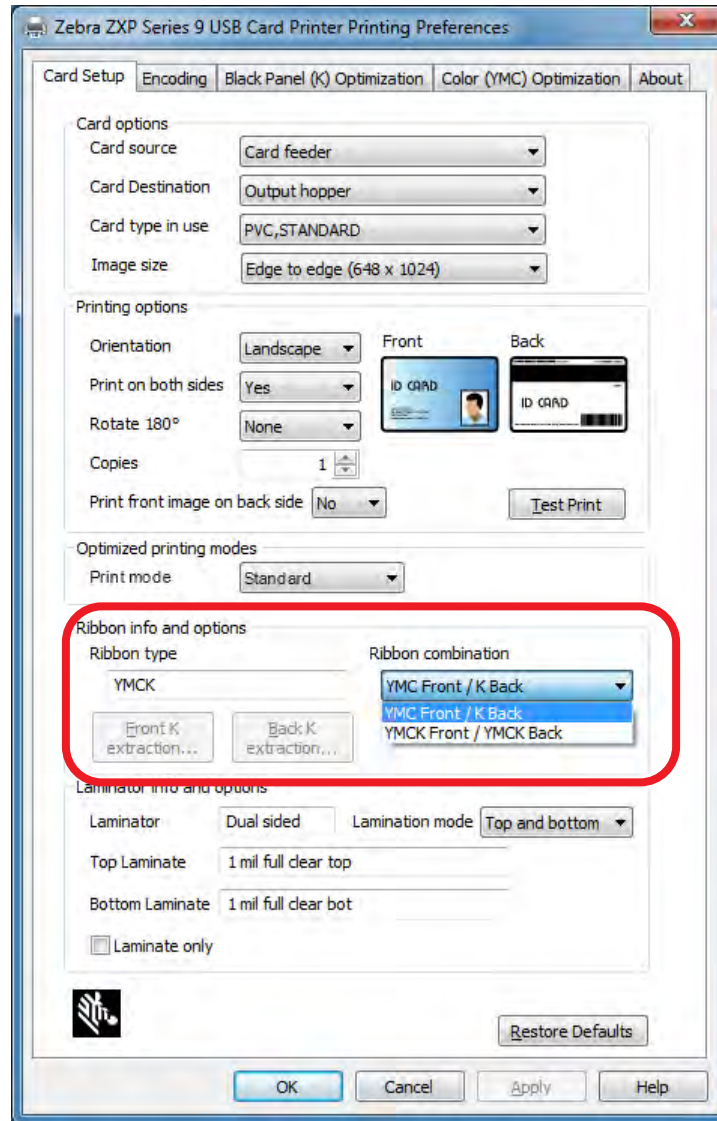 Zebra ZXP Series 9 USB Card Printer Printing Preferences
X
Card Setup Encoding Black Panel (K) Optimization Color (YMC) Optimization About
Card options
Card source Card feeder
Card Destination Output hopper
Card type in use PVC,STANDARD
Image size Edge to edge (648 x 1024)
Printing options
Orientation Landscape Front Back
Print on both sides Yes ID CARD ID CARD
Rotate 180° None
Copies 1
Print front image on back side No Test Print
Optimized printing modes
Print mode Standard
Ribbon info and options
Ribbon type Ribbon combination
YMCK YMC Front / K Back
Front K extraction... Back K extraction... YMC Front / K Back
YMCK Front / YMCK Back
Laminator info and options
Laminator Dual sided Lamination mode Top and bottom
Top Laminate 1 mil full clear top
Bottom Laminate 1 mil full clear bot
Laminate only
Restore Defaults
OK Cancel Apply Help